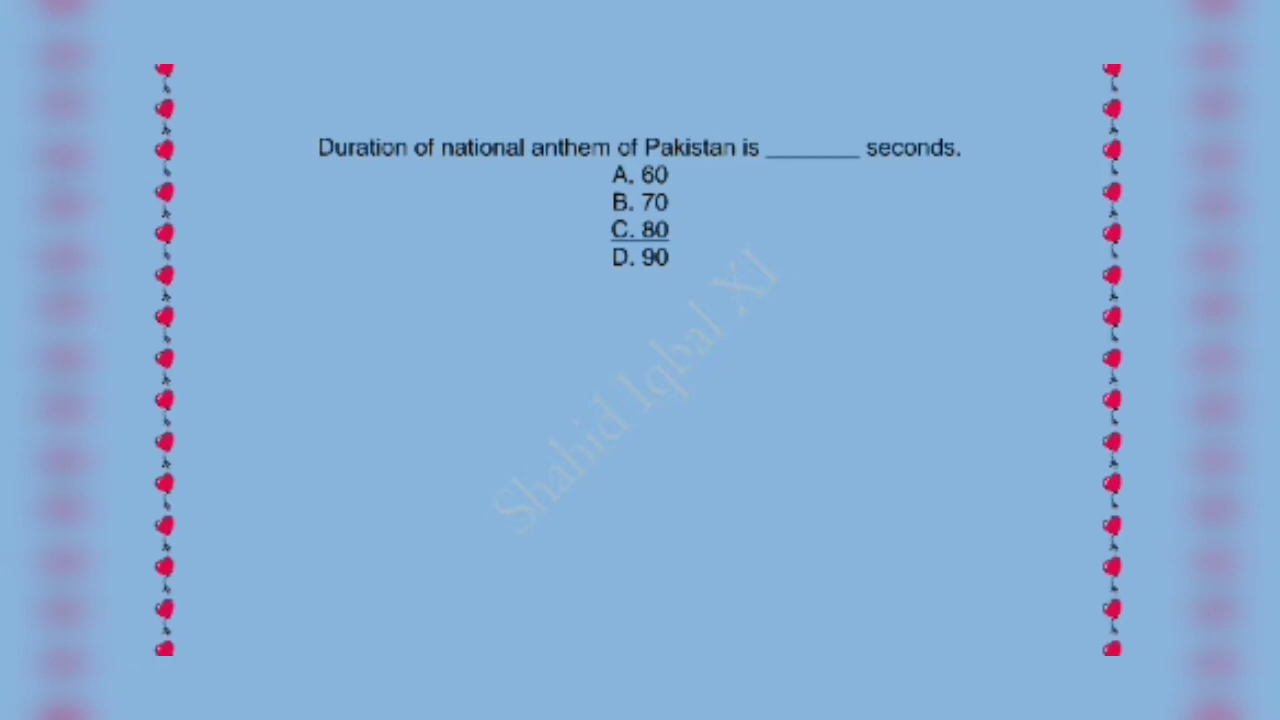 Duration of national anthem of Pakistan is ________ seconds.
A. 60
B. 70
C. 80
D. 90
Shahid Iqbal XI